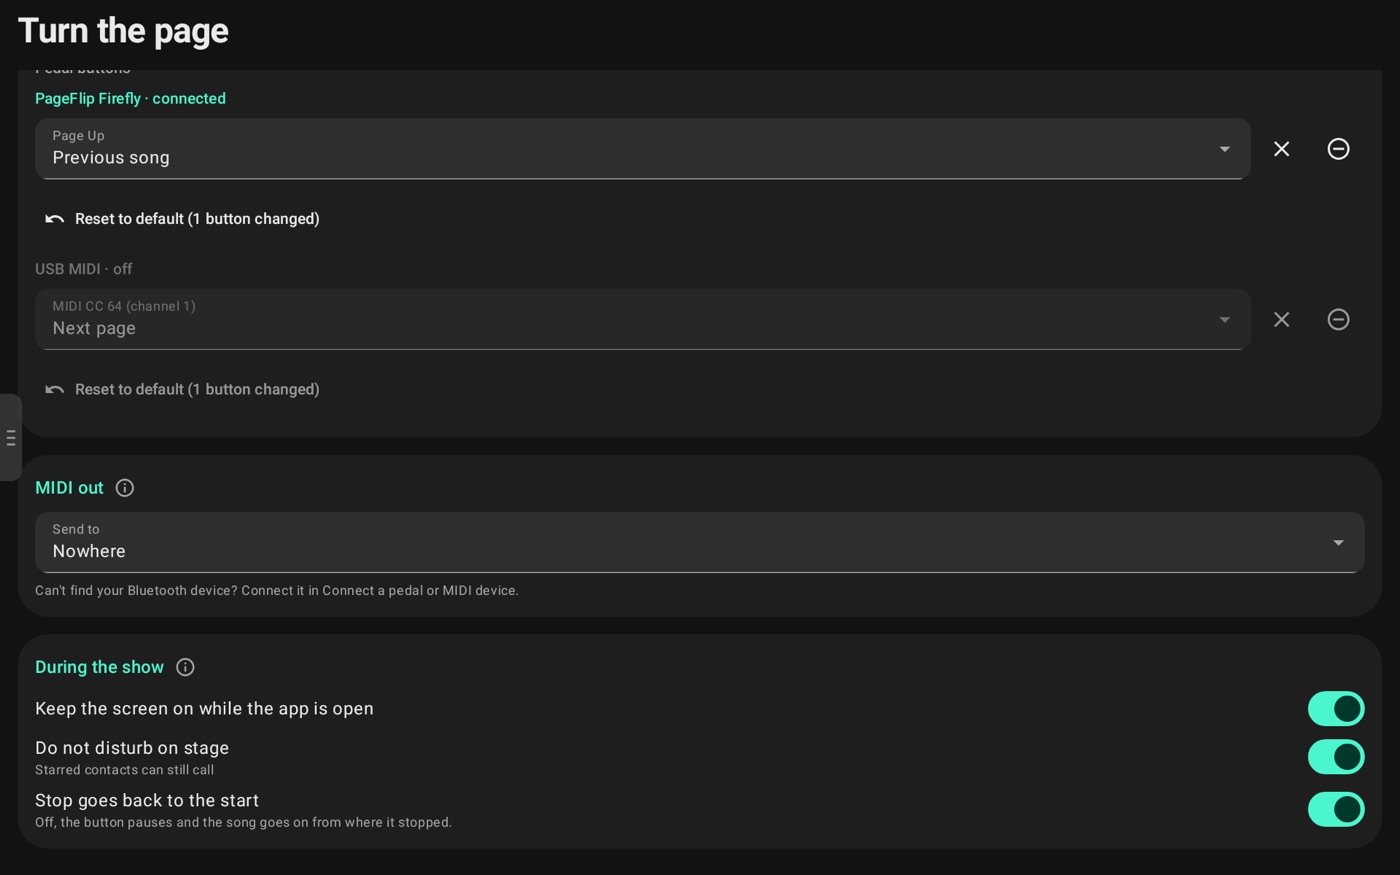 Turn the page
Pedal buttons
PageFlip Firefly · connected
Page Up
Previous song
Reset to default (1 button changed)
USB MIDI · off
MIDI CC 64 (channel 1)
Next page
Reset to default (1 button changed)
MIDI out
Send to
Nowhere
Can't find your Bluetooth device? Connect it in Connect a pedal or MIDI device.
During the show
Keep the screen on while the app is open
Do not disturb on stage
Starred contacts can still call
Stop goes back to the start
Off, the button pauses and the song goes on from where it stopped.